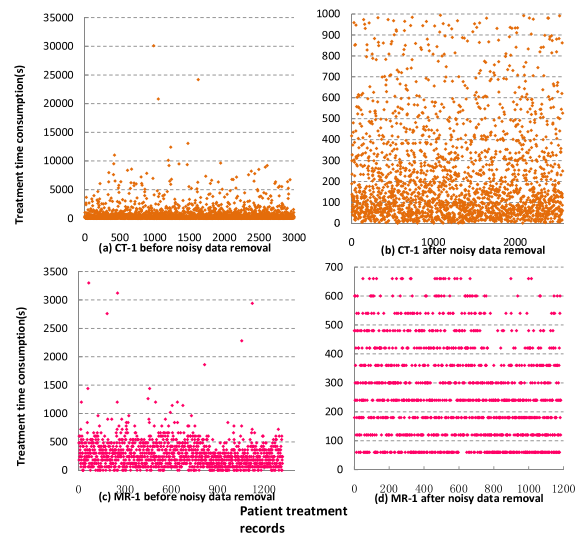 Treatment time consumption(s)
35000
30000
25000
20000
15000
10000
5000
0
0 500 1000 1500 2000 2500 3000
(a) CT-1 before noisy data removal
1000
900
800
700
600
500
400
300
200
100
0
0 1000 2000
(b) CT-1 after noisy data removal
Treatment time consumption(s)
3500
3000
2500
2000
1500
1000
500
0
0 300 600 900 1200
(c) MR-1 before noisy data removal
700
600
500
400
300
200
100
0
0 200 400 600 800 1000 1200
(d) MR-1 after noisy data removal
Patient treatment
records